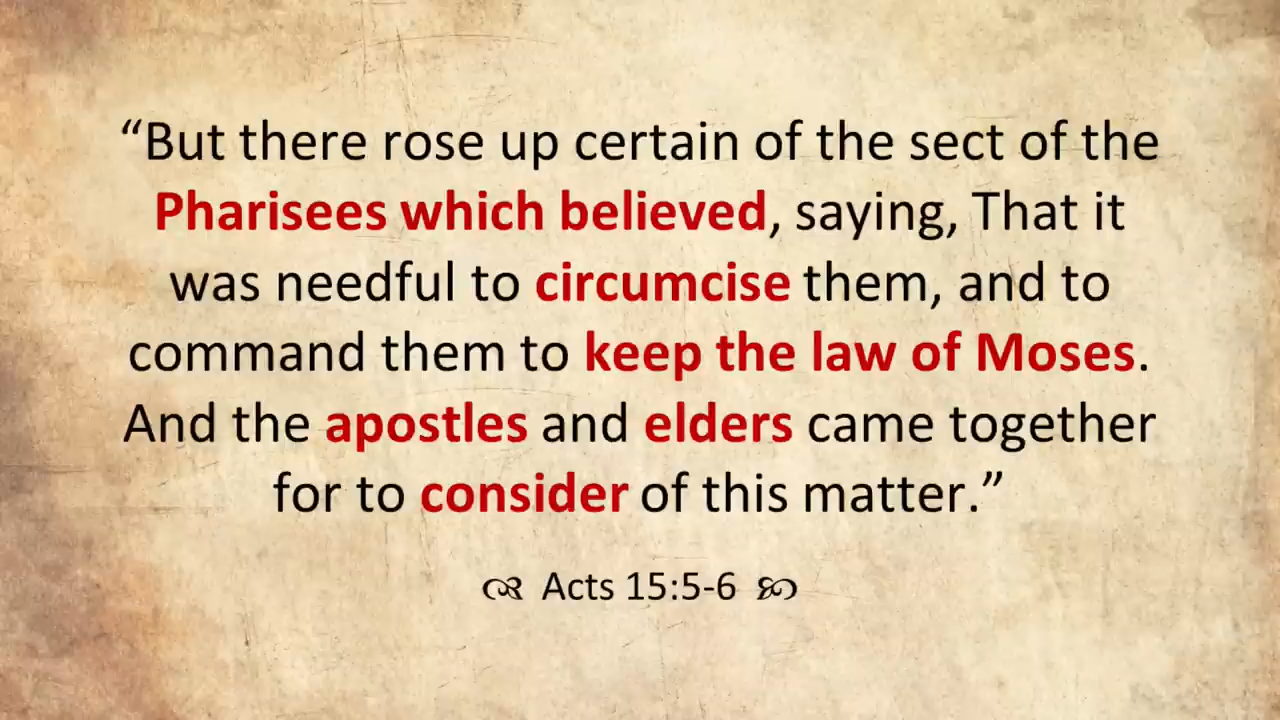 “But there rose up certain of the sect of the
Pharisees which believed, saying, That it
was needful to circumcise them, and to
command them to keep the law of Moses.
And the apostles and elders came together
for to consider of this matter.”
Acts 15:5-6